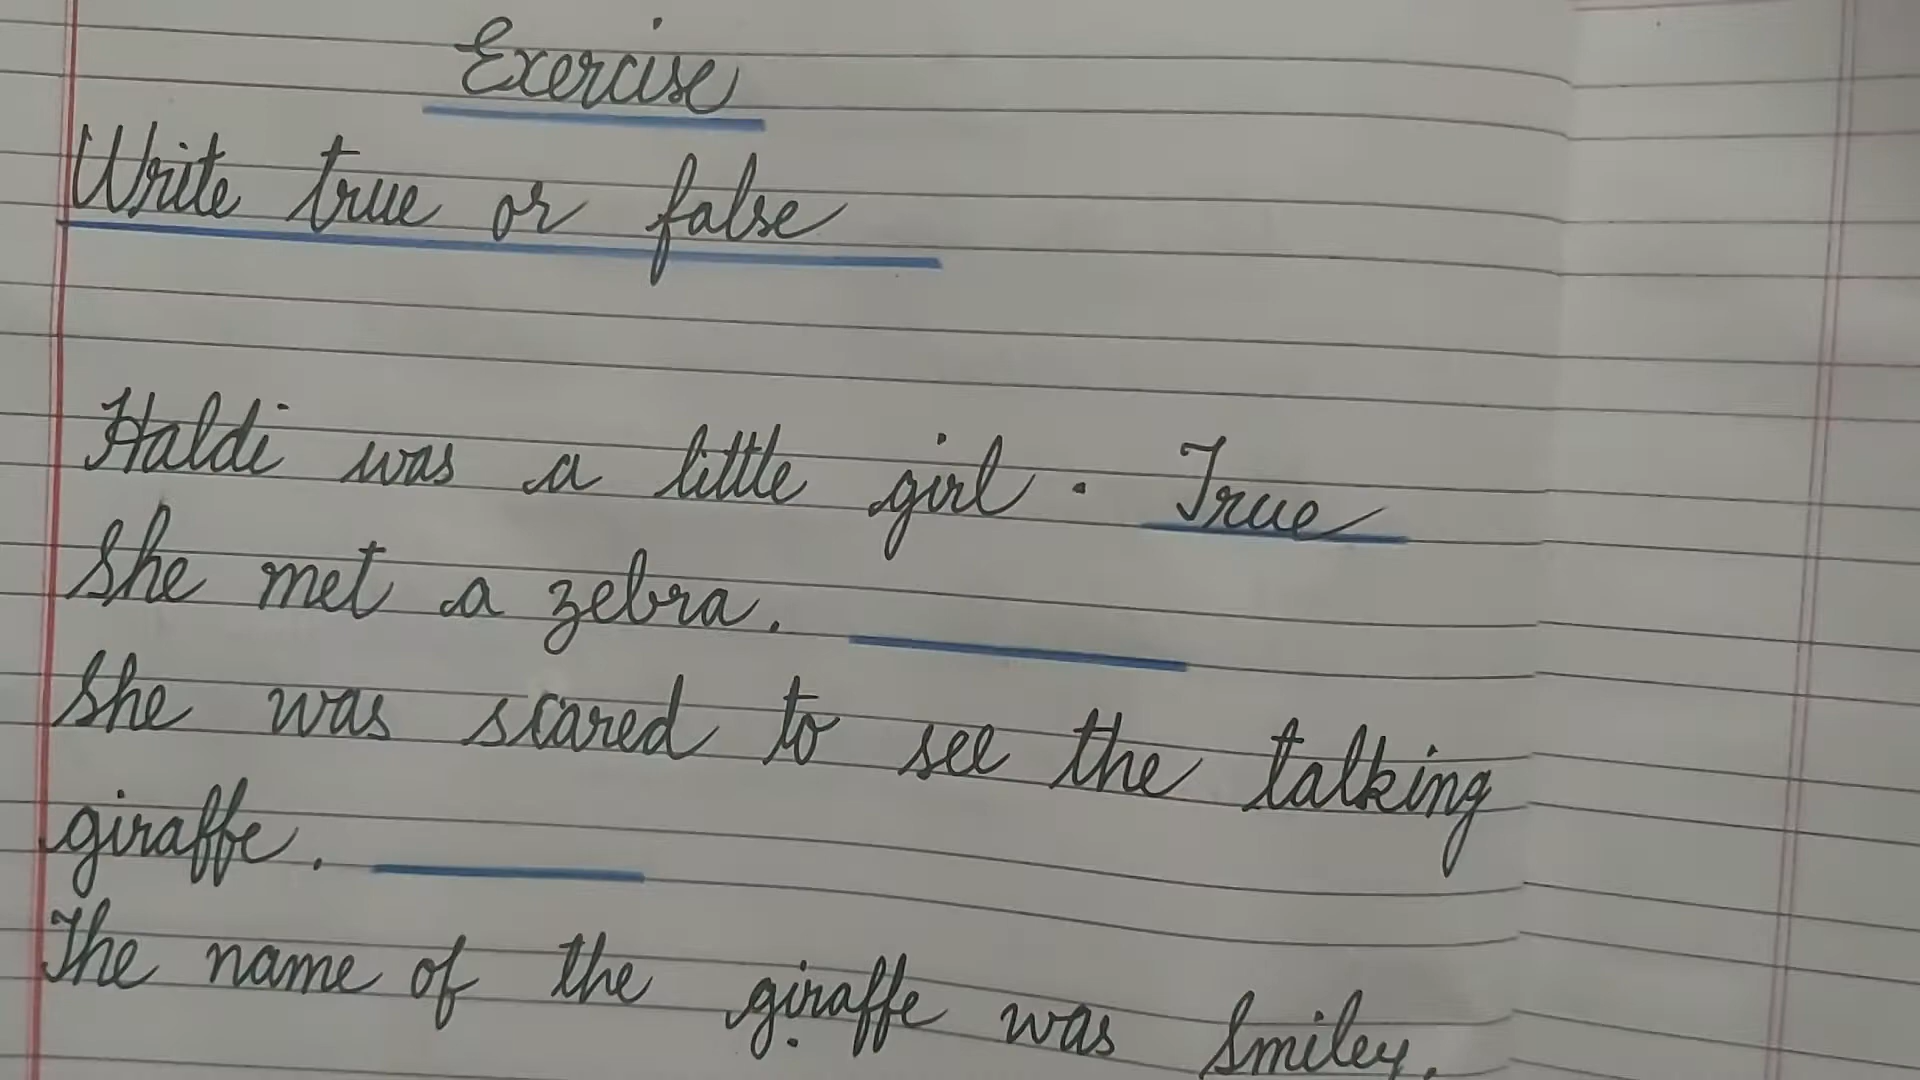 Exercise
Write true or false
Haldi was a little girl. True
She met a zebra.
She was scared to see the talking
giraffe.
The name of the giraffe was Smiley.